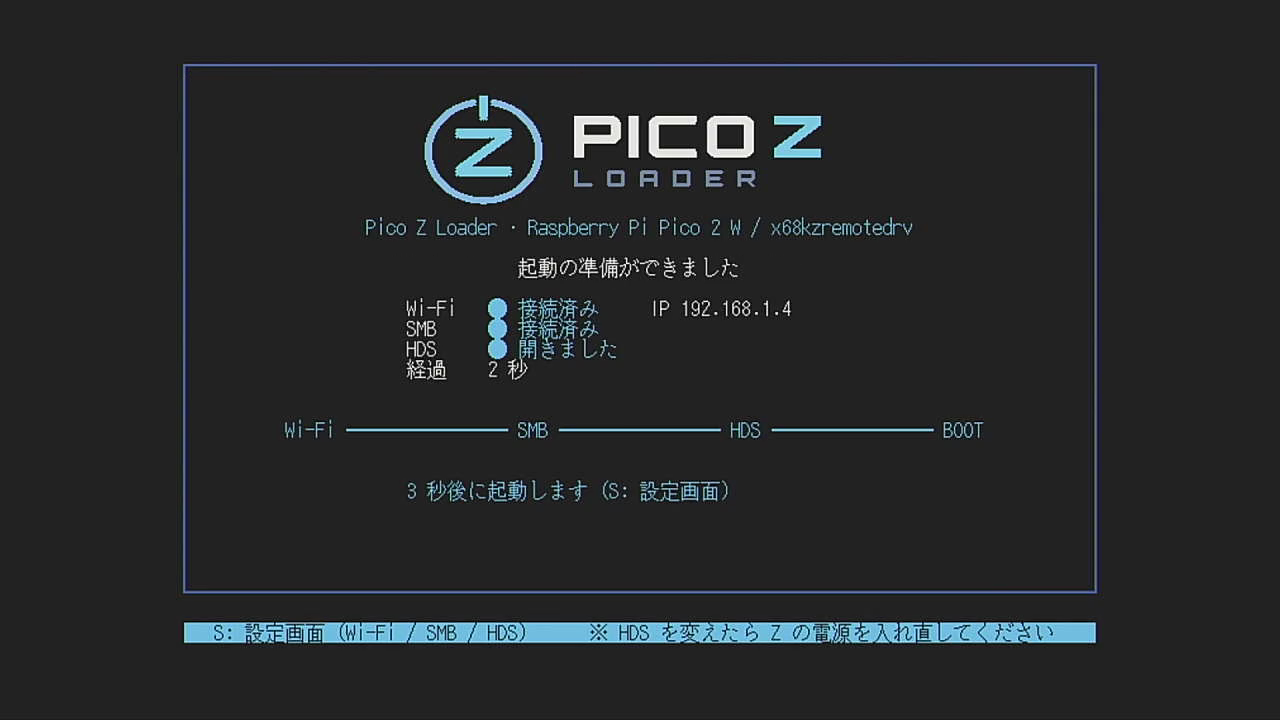 Z PICO Z
LOADER
Pico Z Loader · Raspberry Pi Pico 2 W / x68kzremotedrv
起動の準備ができました
Wi-Fi ● 接続済み IP 192.168.1.4
SMB ● 接続済み
HDS ● 開きました
経過 2 秒
Wi-Fi SMB HDS BOOT
3 秒後に起動します (S: 設定画面)
S: 設定画面 (Wi-Fi / SMB / HDS) ※ HDS を変えたら Z の電源を入れ直してください